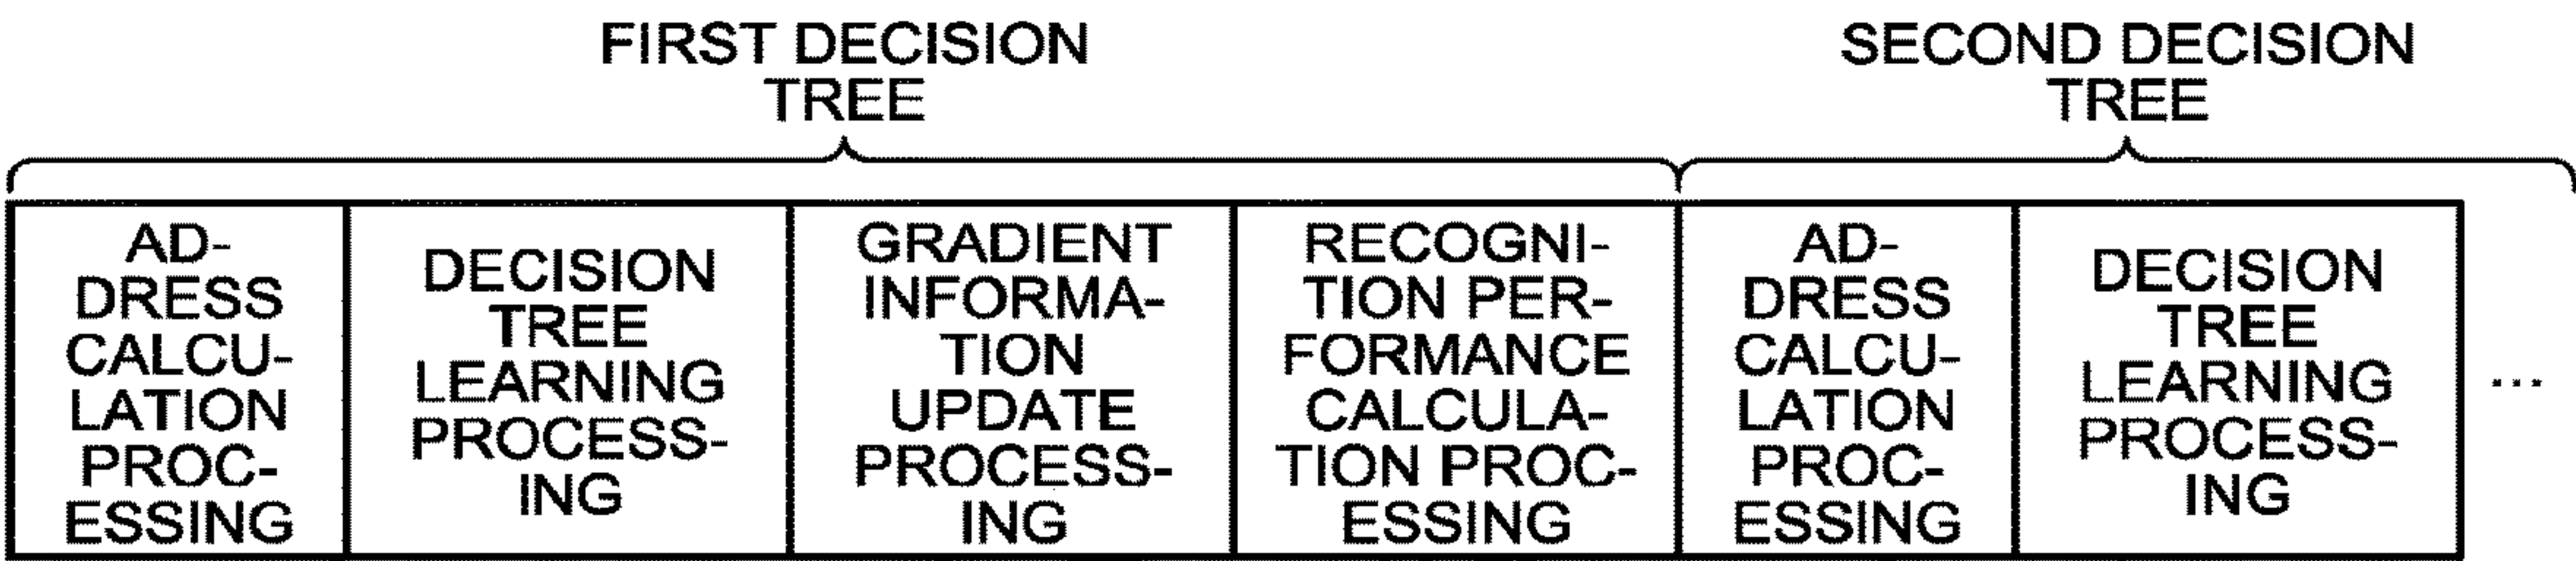 FIRST DECISION
TREE
SECOND DECISION
TREE
AD-
DRESS
CALCU-
LATION
PROC-
ESSING
DECISION
TREE
LEARNING
PROCESS-
ING
GRADIENT
INFORMA-
TION
UPDATE
PROCESS-
ING
RECOGNI-
TION PER-
FORMANCE
CALCULA-
TION PROC-
ESSING
AD-
DRESS
CALCU-
LATION
PROC-
ESSING
DECISION
TREE
LEARNING
PROCESS-
ING
...